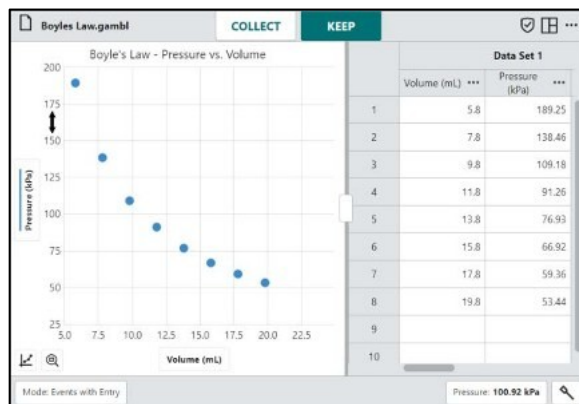 Boyles Law.gambl
COLLECT
KEEP
Boyle's Law - Pressure vs. Volume
200
175
150
125
100
75
50
25
5.0 7.5 10.0 12.5 15.0 17.5 20.0 22.5
Pressure (kPa)
Volume (mL)
Data Set 1
Volume (mL) Pressure (kPa)
1 5.8 189.25
2 7.8 138.46
3 9.8 109.18
4 11.8 91.26
5 13.8 76.93
6 15.8 66.92
7 17.8 59.36
8 19.8 53.44
9
10
Mode: Events with Entry
Pressure: 100.92 kPa